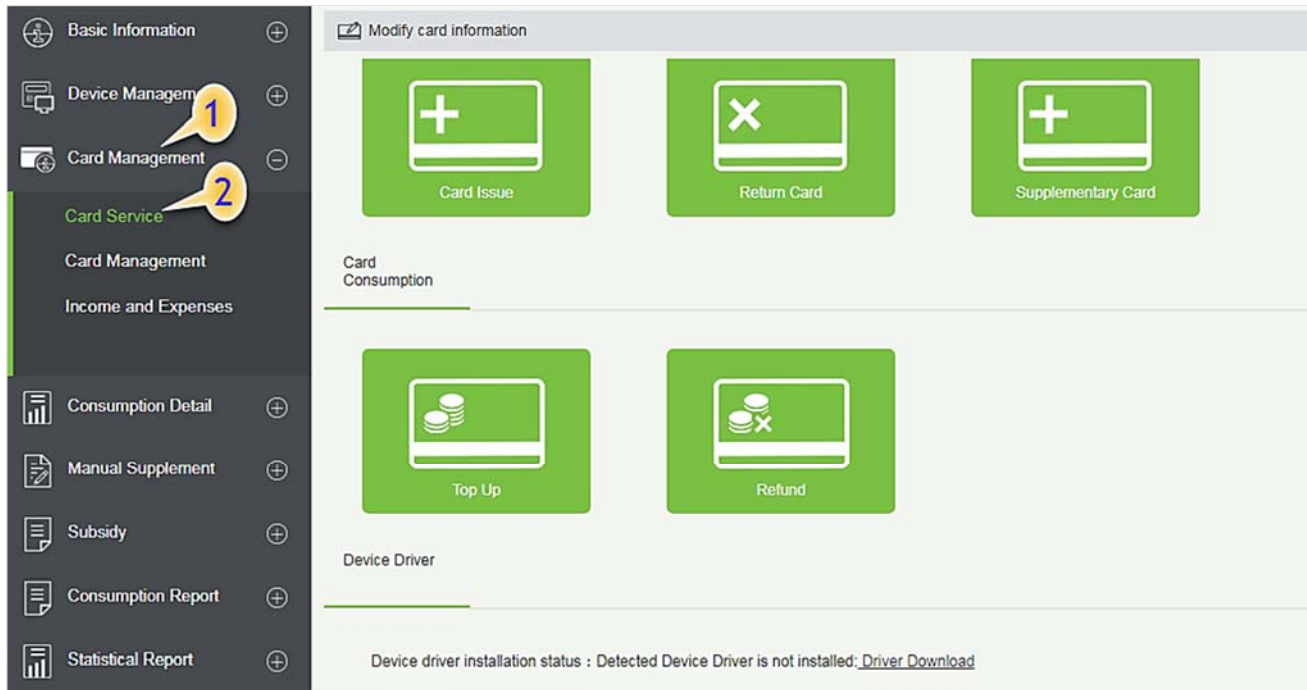 Basic Information
Device Managem
1
Card Management
2
Card Service
Card Management
Income and Expenses
Consumption Detail
Manual Supplement
Subsidy
Consumption Report
Statistical Report
Modify card information
Card Issue
Return Card
Supplementary Card
Card
Consumption
Top Up
Refund
Device Driver
Device driver installation status : Detected Device Driver is not installed: Driver Download